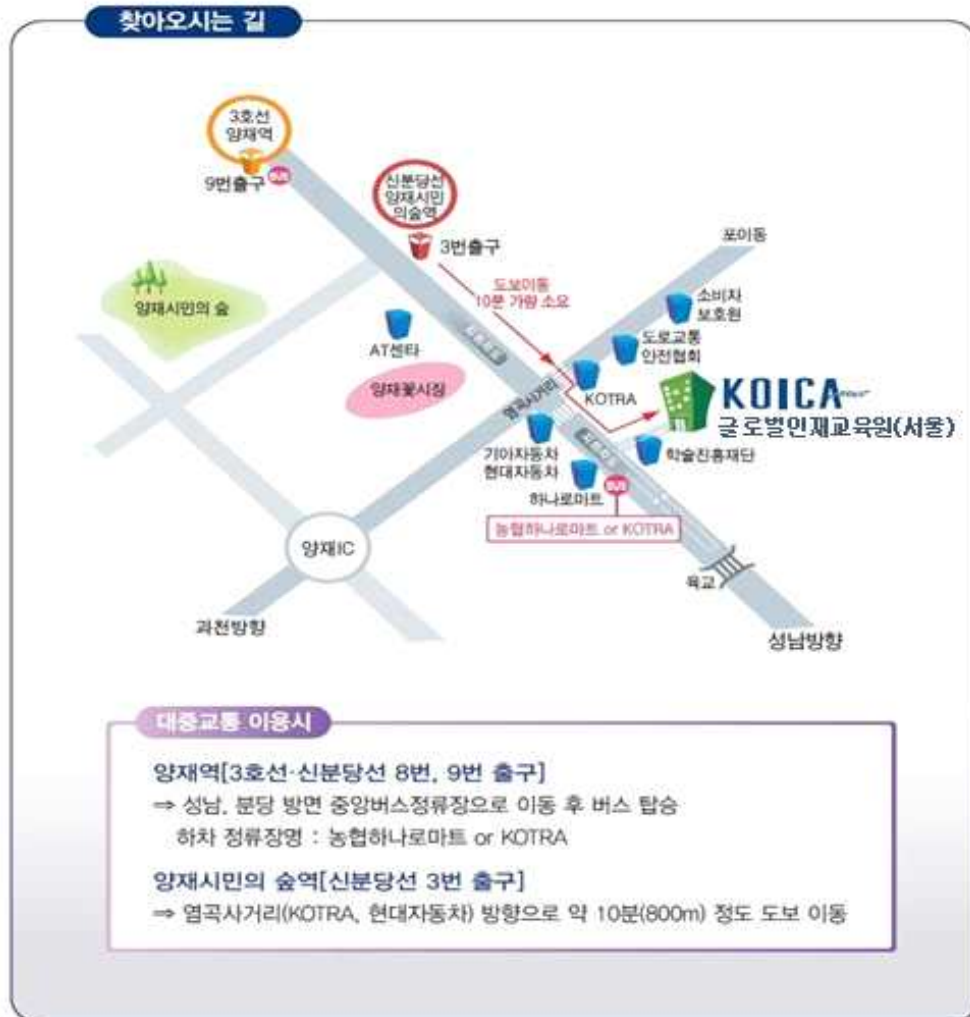 찾아오시는 길
3호선
양재역
9번출구
BUS
신분당선
양재시민
의숲역
3번출구
포이동
도보이동
10분 가량 소요
소비자
보호원
양재시민의 숲
AT센타
도로교통
안전협회
양재꽃시장
염곡사거리
KOTRA
KOICA
글로벌인재교육원(서울)
기아자동차
현대자동차
학술진흥재단
하나로마트
BUS
농협하나로마트 or KOTRA
양재IC
육교
과천방향
성남방향
대중교통 이용시
양재역[3호선·신분당선 8번, 9번 출구]
⇒ 성남, 분당 방면 중앙버스정류장으로 이동 후 버스 탑승
하차 정류장명 : 농협하나로마트 or KOTRA
양재시민의 숲역[신분당선 3번 출구]
⇒ 염곡사거리(KOTRA, 현대자동차) 방향으로 약 10분(800m) 정도 도보 이동